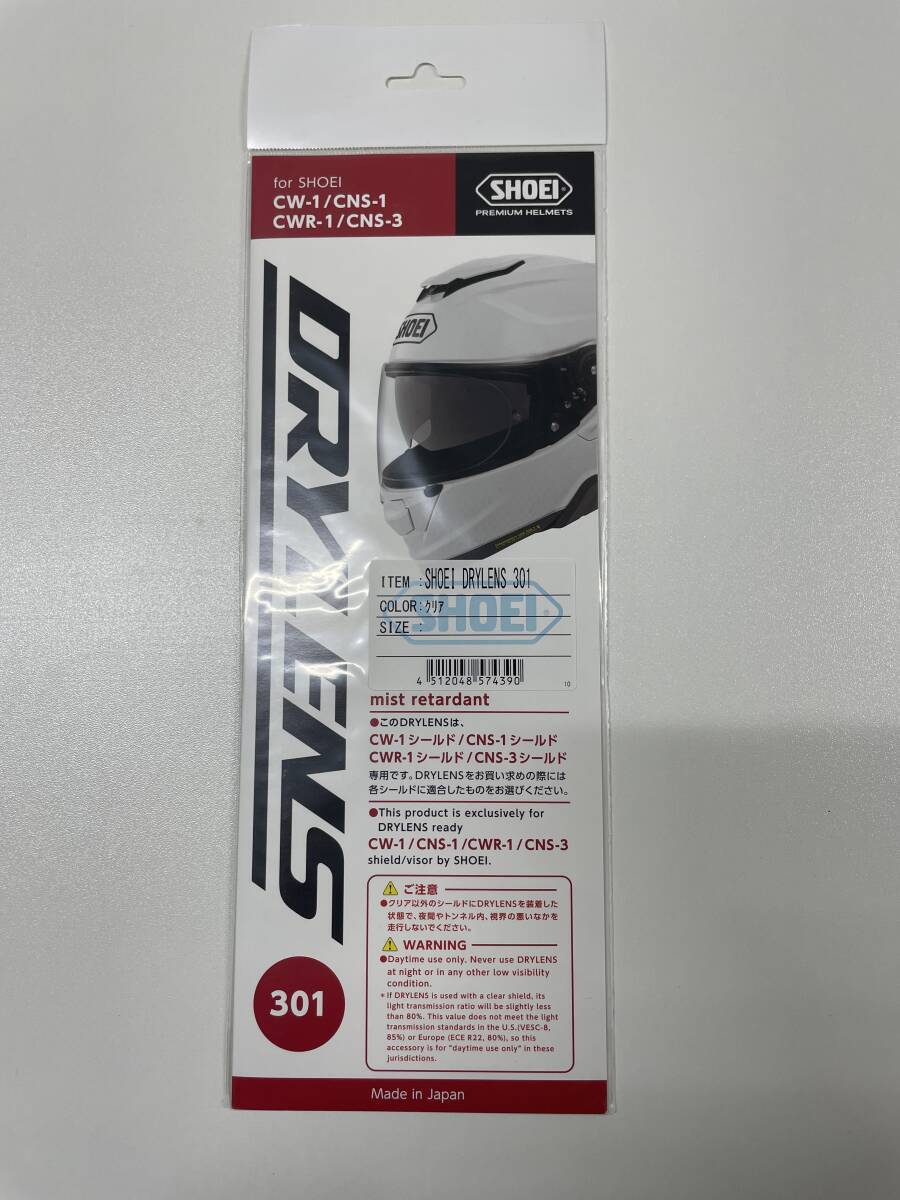 for SHOEI
CW-1/CNS-1
CWR-1/CNS-3
SHOEI
PREMIUM HELMETS
DRYLENS
SHOEI
ITEM :SHOEI DRYLENS 301
COLOR:ｸﾘｱ
SIZE :
SHOEI
4 512048 574390
10
mist retardant
●このDRYLENSは、
CW-1シールド/CNS-1シールド
CWR-1シールド/CNS-3シールド
専用です。DRYLENSをお買い求めの際には
各シールドに適合したものをお選びください。
●This product is exclusively for
DRYLENS ready
CW-1/CNS-1/CWR-1/CNS-3
shield/visor by SHOEI.
ご注意
●クリア以外のシールドにDRYLENSを装着した
状態で、夜間やトンネル内、視界の悪いなかを
走行しないでください。
WARNING
●Daytime use only. Never use DRYLENS
at night or in any other low visibility
condition.
* If DRYLENS is used with a clear shield, its
light transmission ratio will be slightly less
than 80%. This value does not meet the light
transmission standards in the U.S.(VESC-8,
85%) or Europe (ECE R22, 80%), so this
accessory is for "daytime use only" in these
jurisdictions.
301
Made in Japan